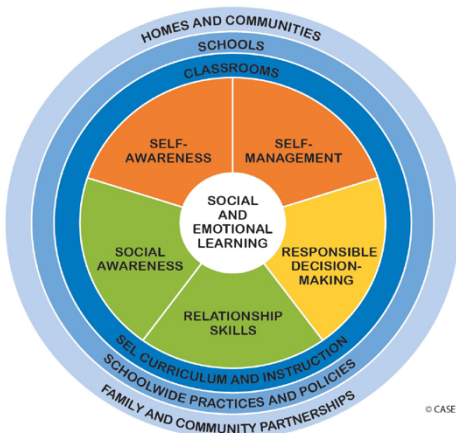 HOMES AND COMMUNITIES
SCHOOLS
CLASSROOMS
SELF-
AWARENESS
SELF-
MANAGEMENT
SOCIAL
AND
EMOTIONAL
LEARNING
SOCIAL
AWARENESS
RESPONSIBLE
DECISION-
MAKING
RELATIONSHIP
SKILLS
SEL CURRICULUM AND INSTRUCTION
SCHOOLWIDE PRACTICES AND POLICIES
FAMILY AND COMMUNITY PARTNERSHIPS
© CASE